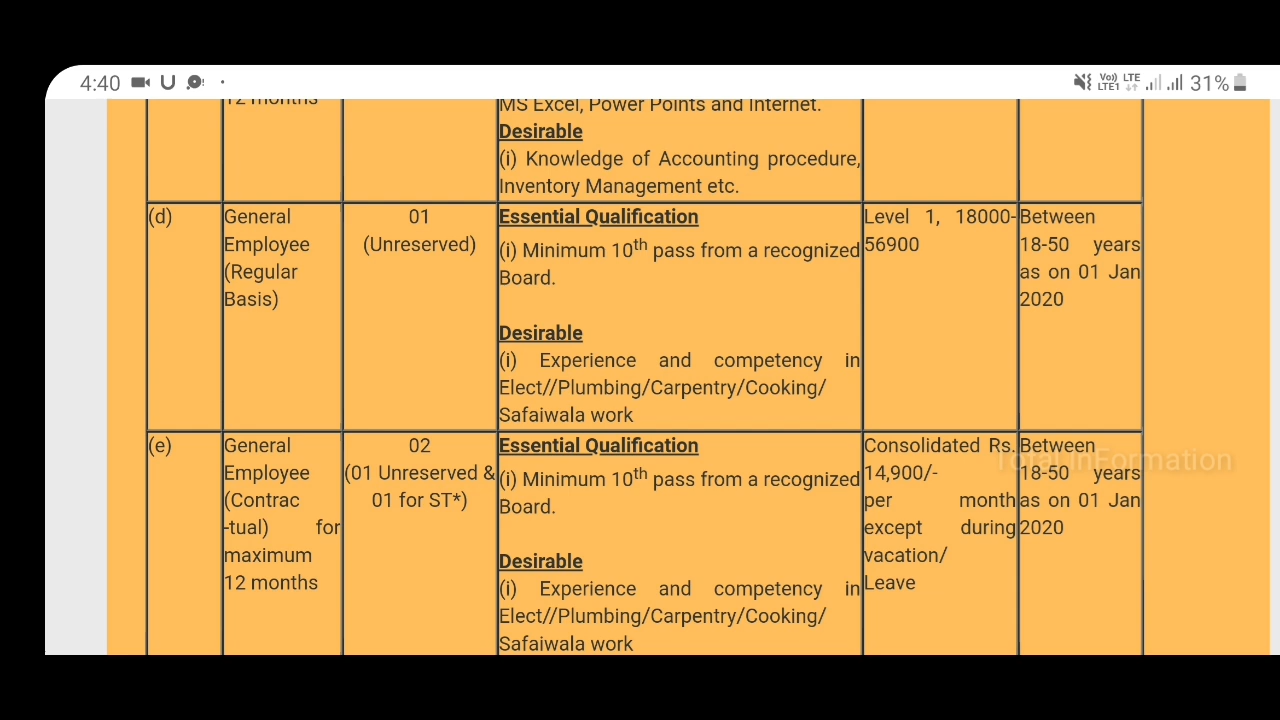 4:40
Vo)) LTE
LTE1
31%
12 months
MS Excel, Power Points and Internet.
Desirable
(i) Knowledge of Accounting procedure,
Inventory Management etc.
(d)
General
Employee
(Regular
Basis)
01
(Unreserved)
Essential Qualification
(i) Minimum 10th pass from a recognized
Board.
Desirable
(i) Experience and competency in
Elect//Plumbing/Carpentry/Cooking/
Safaiwala work
Level 1, 18000-
56900
Between
18-50 years
as on 01 Jan
2020
(e)
General
Employee
(Contrac
-tual) for
maximum
12 months
02
(01 Unreserved &
01 for ST*)
Essential Qualification
(i) Minimum 10th pass from a recognized
Board.
Desirable
(i) Experience and competency in
Elect//Plumbing/Carpentry/Cooking/
Safaiwala work
Consolidated Rs.
14,900/-
per month
except during
vacation/
Leave
Between
18-50 years
as on 01 Jan
2020
Total InFormation